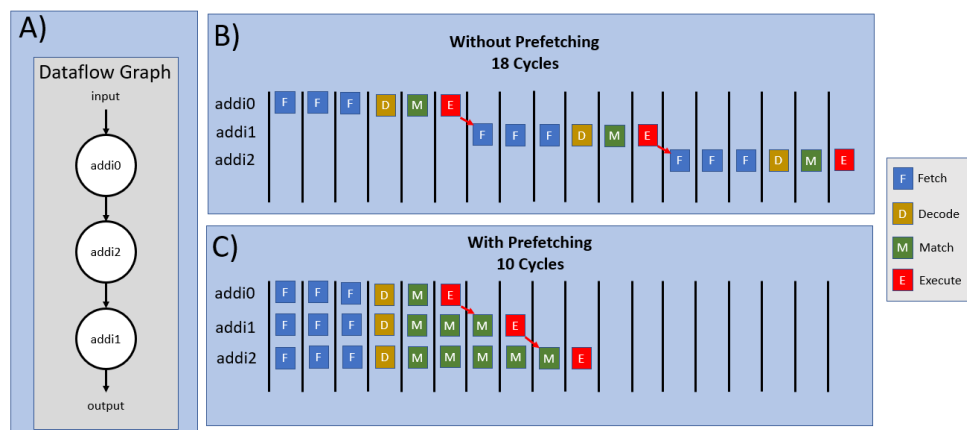 A)
Dataflow Graph
input
addi0
addi2
addi1
output
B)
Without Prefetching
18 Cycles
addi0 F F F D M E
addi1 F F F D M E
addi2 F F F D M E
C)
With Prefetching
10 Cycles
addi0 F F F D M E
addi1 F F F D M M M E
addi2 F F F D M M M M M E
F Fetch
D Decode
M Match
E Execute